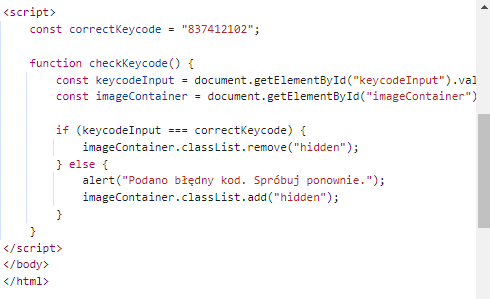 <script>
const correctKeycode = "837412102";
function checkKeycode() {
const keycodeInput = document.getElementById("keycodeInput").val
const imageContainer = document.getElementById("imageContainer")
if (keycodeInput === correctKeycode) {
imageContainer.classList.remove("hidden");
} else {
alert("Podano błędny kod. Spróbuj ponownie.");
imageContainer.classList.add("hidden");
}
}
</script>
</body>
</html>